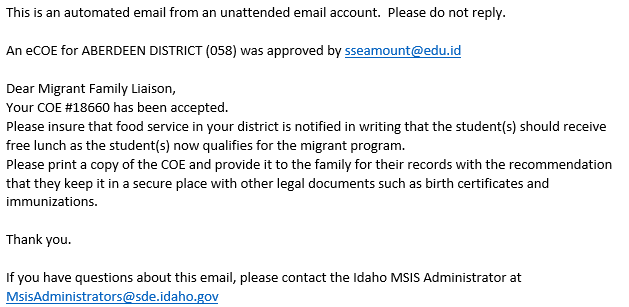 This is an automated email from an unattended email account.  Please do not reply.
An eCOE for ABERDEEN DISTRICT (058) was approved by sseamount@edu.id
Dear Migrant Family Liaison,
Your COE #18660 has been accepted.
Please insure that food service in your district is notified in writing that the student(s) should receive
free lunch as the student(s) now qualifies for the migrant program.
Please print a copy of the COE and provide it to the family for their records with the recommendation
that they keep it in a secure place with other legal documents such as birth certificates and
immunizations.
Thank you.
If you have questions about this email, please contact the Idaho MSIS Administrator at
MsisAdministrators@sde.idaho.gov